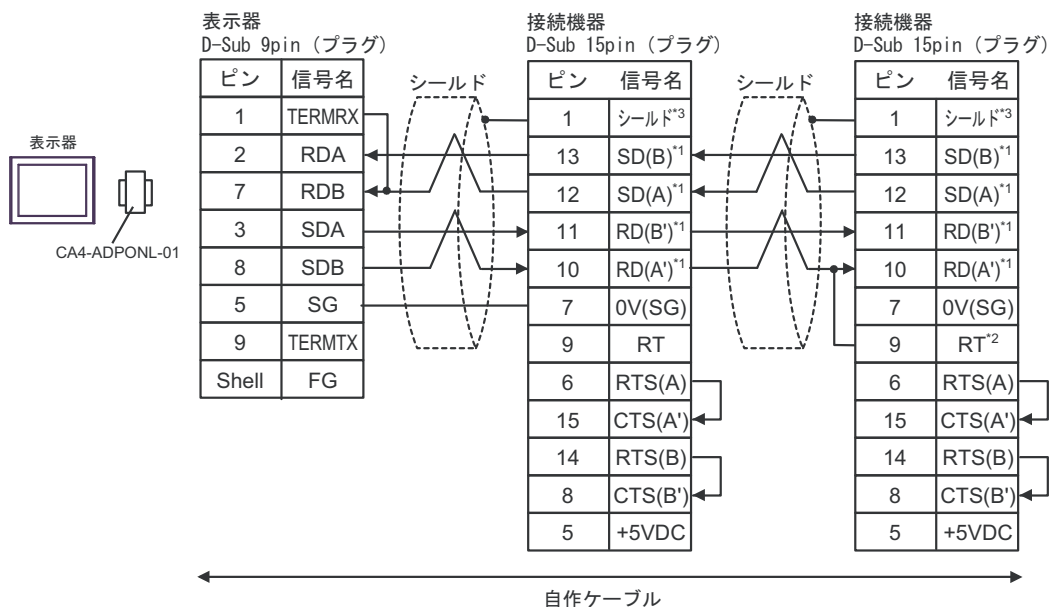 表示器
CA4-ADPONL-01
表示器
D-Sub 9pin (プラグ)
ピン 信号名
1 TERMRX
2 RDA
7 RDB
3 SDA
8 SDB
5 SG
9 TERMTX
Shell FG
シールド
接続機器
D-Sub 15pin (プラグ)
ピン 信号名
1 シールド*3
13 SD(B)*1
12 SD(A)*1
11 RD(B')*1
10 RD(A')*1
7 0V(SG)
9 RT
6 RTS(A)
15 CTS(A')
14 RTS(B)
8 CTS(B')
5 +5VDC
シールド
接続機器
D-Sub 15pin (プラグ)
ピン 信号名
1 シールド*3
13 SD(B)*1
12 SD(A)*1
11 RD(B')*1
10 RD(A')*1
7 0V(SG)
9 RT*2
6 RTS(A)
15 CTS(A')
14 RTS(B)
8 CTS(B')
5 +5VDC
自作ケーブル